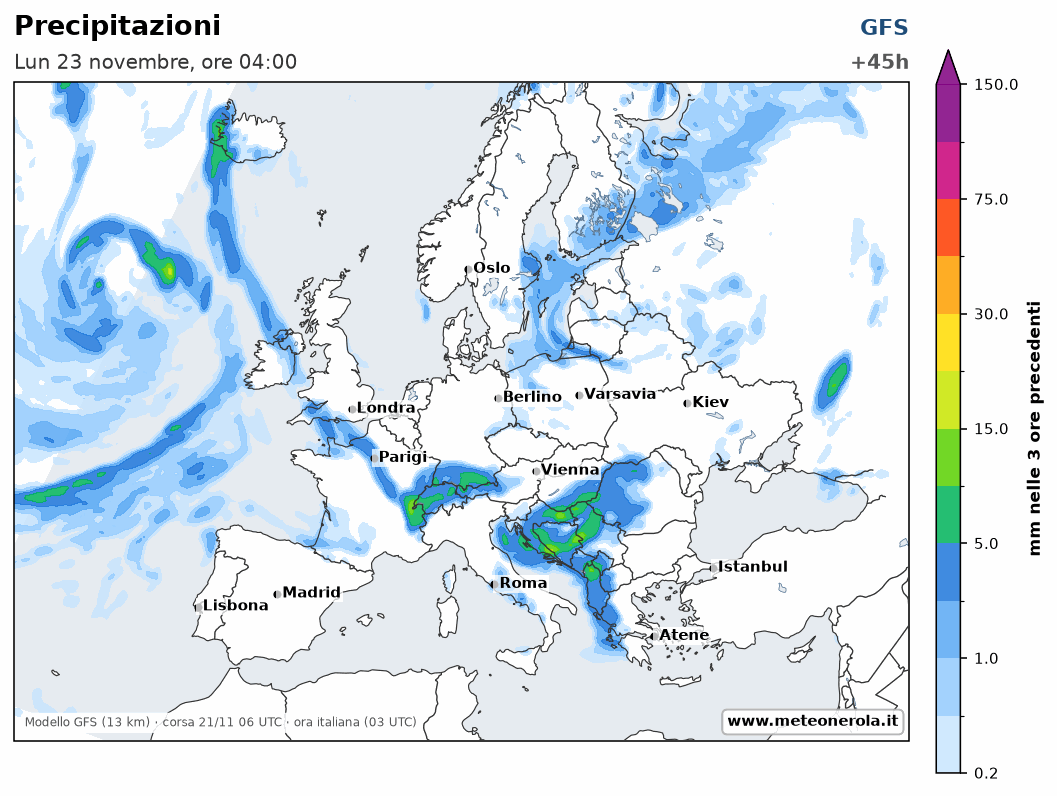 Precipitazioni
GFS
Lun 23 novembre, ore 04:00
+45h
150.0
75.0
30.0
15.0
5.0
1.0
0.2
mm nelle 3 ore precedenti
Oslo
Berlino
Varsavia
Kiev
Londra
Parigi
Vienna
Istanbul
Roma
Madrid
Lisbona
Atene
Modello GFS (13 km) · corsa 21/11 06 UTC · ora italiana (03 UTC)
www.meteonerola.it